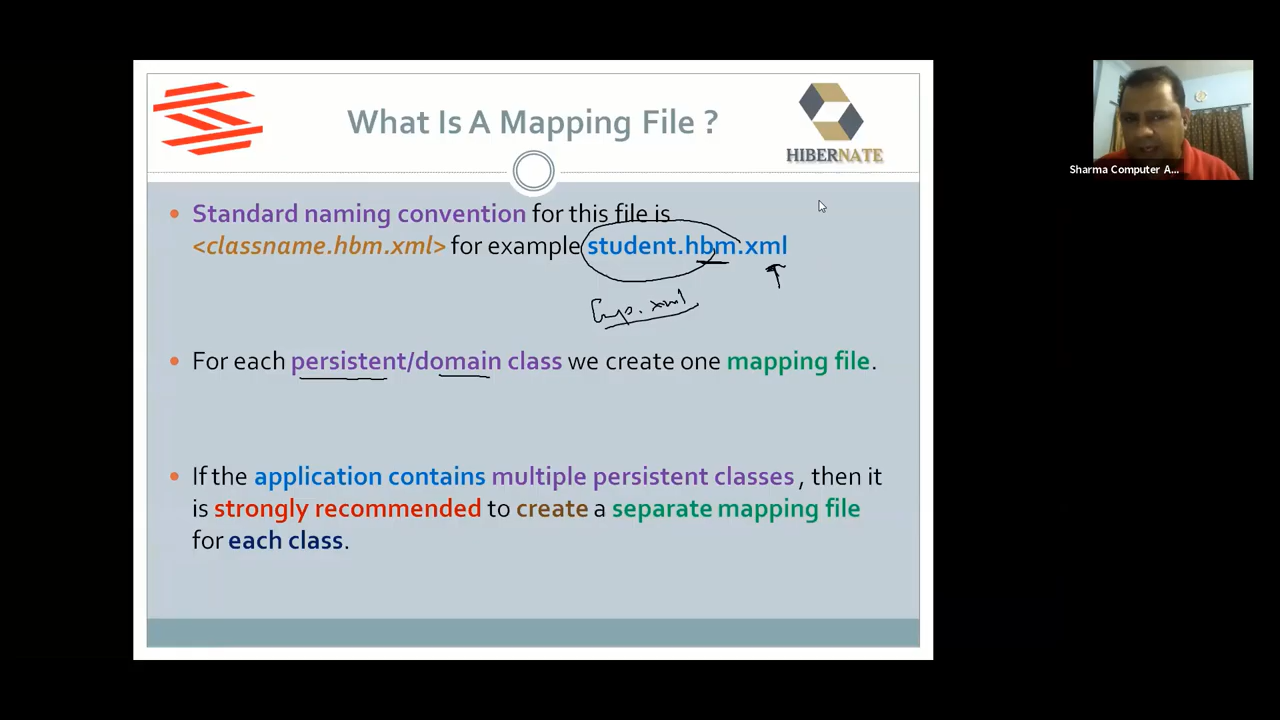 What Is A Mapping File ?
HIBERNATE
Sharma Computer A...
• Standard naming convention for this file is
<classname.hbm.xml> for example student.hbm.xml
Emp.xml
• For each persistent/domain class we create one mapping file.
• If the application contains multiple persistent classes , then it
is strongly recommended to create a separate mapping file
for each class.